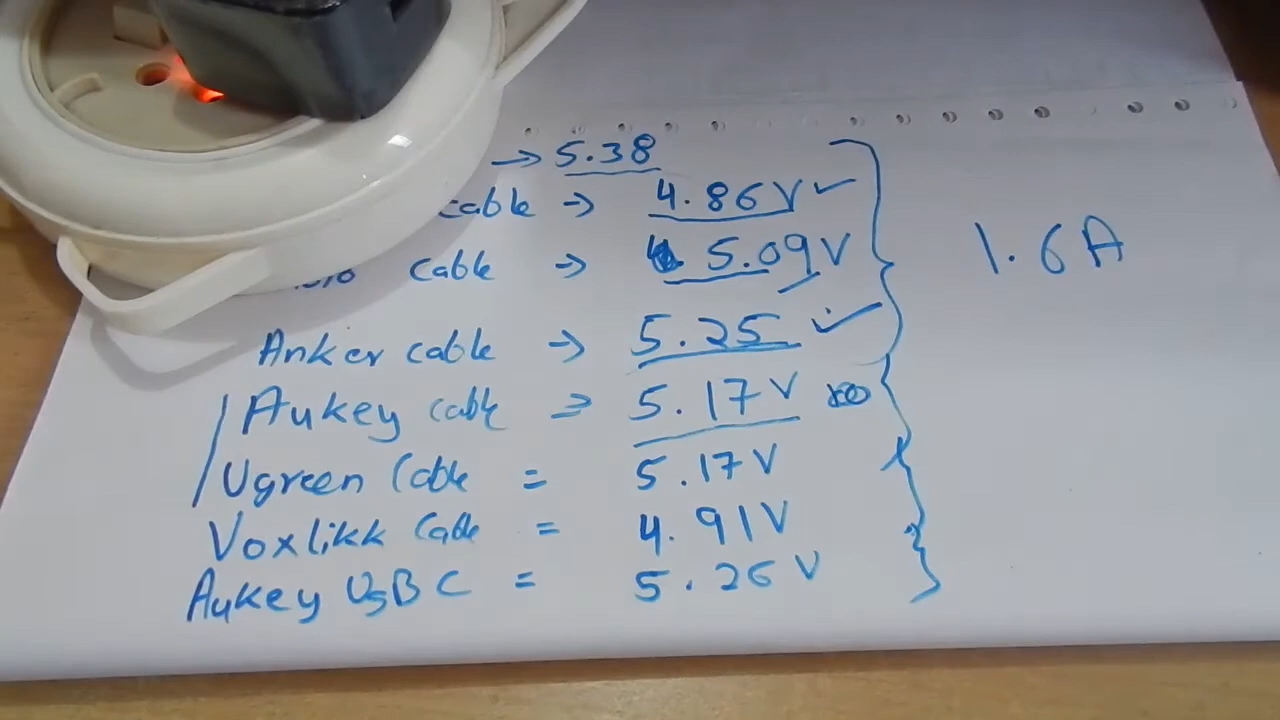 → 5.38
cable → 4.86V ✓
cable → 5.09V
Anker cable → 5.25 ✓
Aukey cable = 5.17V
Ugreen Cable = 5.17V
Voxlikk Cable = 4.91V
Aukey USB C = 5.26V
1.6A